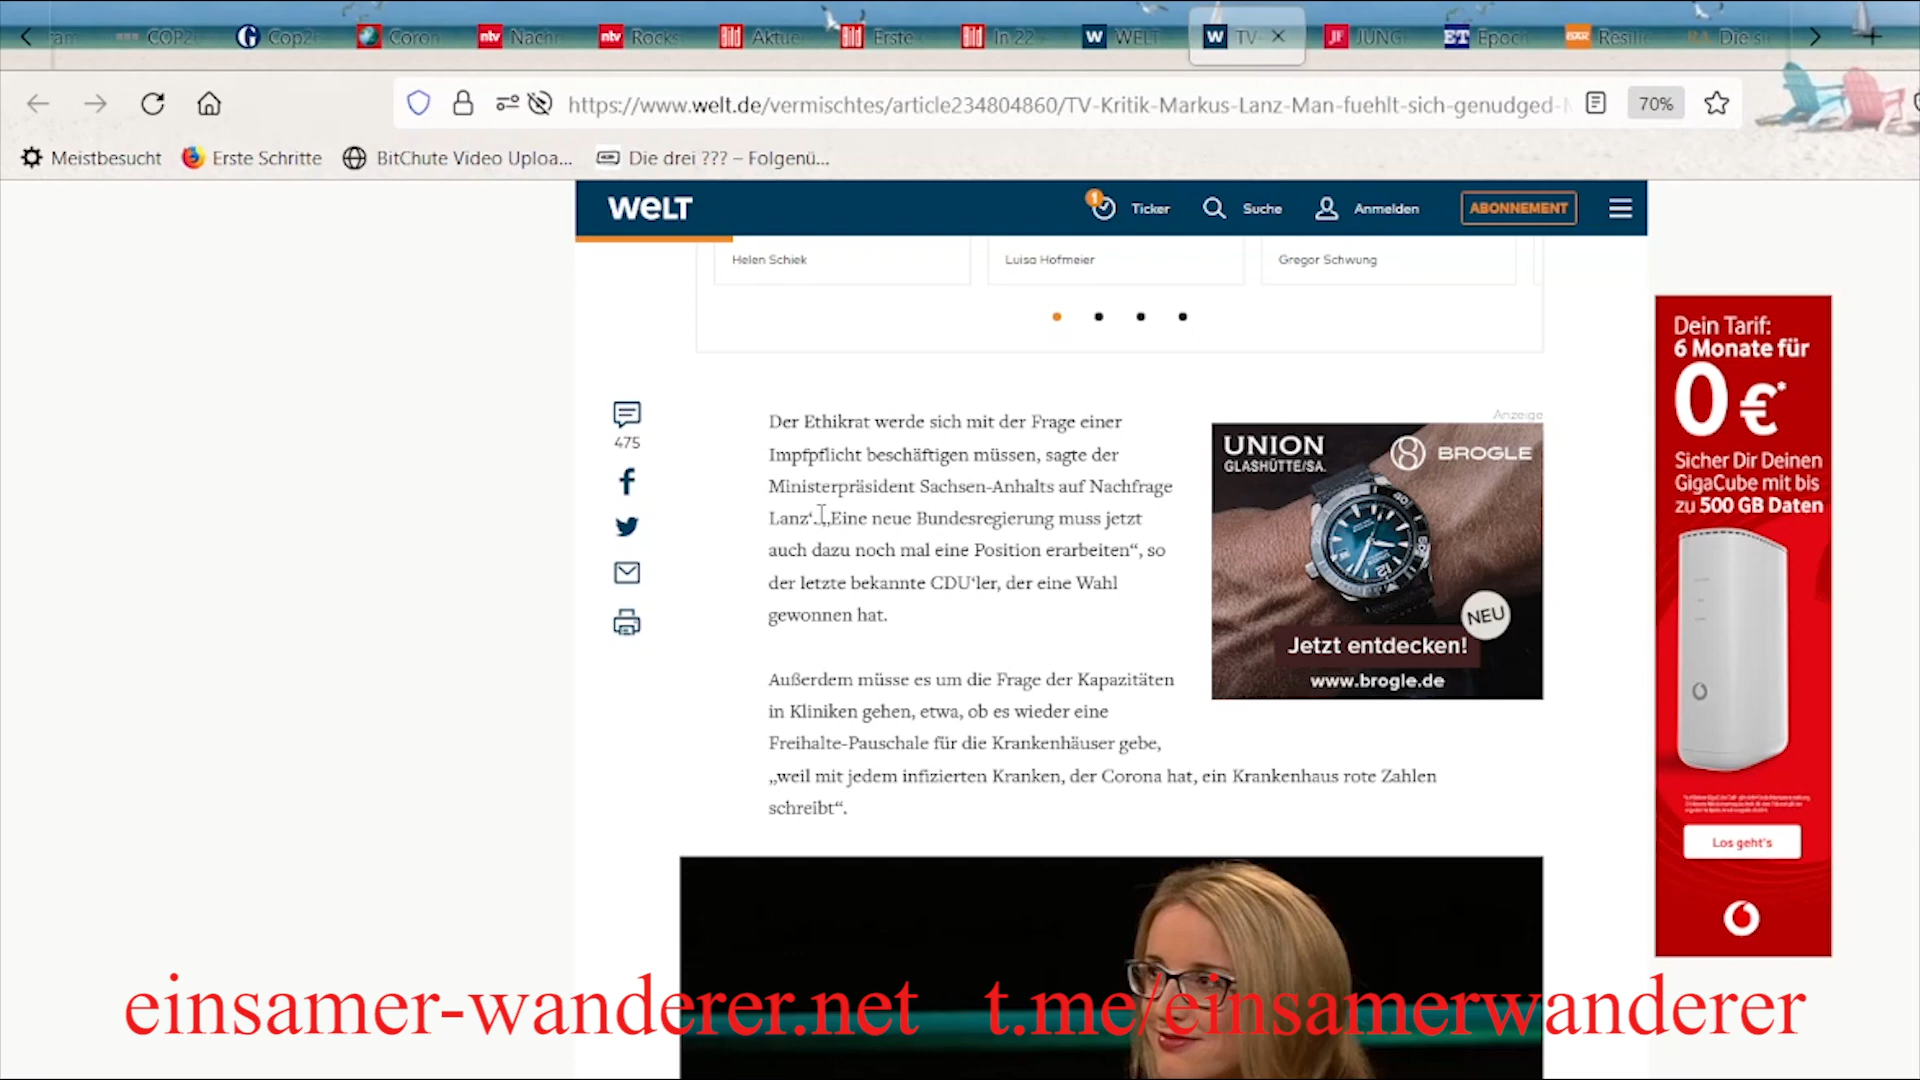 COP2
Cop2
Coron
Nachr
Rocks
Aktue
Erste
In 22
WELT
TV-
JUNG
Epoch
Resilie
Die si
https://www.welt.de/vermischtes/article234804860/TV-Kritik-Markus-Lanz-Man-fuehlt-sich-genudged-
70%
Meistbesucht
Erste Schritte
BitChute Video Uploa...
Die drei ??? – Folgenü...
WELT
1
Ticker
Suche
Anmelden
ABONNEMENT
Helen Schiek
Luisa Hofmeier
Gregor Schwung
475
Der Ethikrat werde sich mit der Frage einer
Impfpflicht beschäftigen müssen, sagte der
Ministerpräsident Sachsen-Anhalts auf Nachfrage
Lanz‘. „Eine neue Bundesregierung muss jetzt
auch dazu noch mal eine Position erarbeiten“, so
der letzte bekannte CDU‘ler, der eine Wahl
gewonnen hat.
Außerdem müsse es um die Frage der Kapazitäten
in Kliniken gehen, etwa, ob es wieder eine
Freihalte-Pauschale für die Krankenhäuser gebe,
„weil mit jedem infizierten Kranken, der Corona hat, ein Krankenhaus rote Zahlen
schreibt“.
Anzeige
UNION
GLASHÜTTE/SA.
BROGLE
NEU
Jetzt entdecken!
www.brogle.de
Dein Tarif:
6 Monate für
0 €*
Sicher Dir Deinen
GigaCube mit bis
zu 500 GB Daten
Los geht's
einsamer-wanderer.net t.me/einsamerwanderer